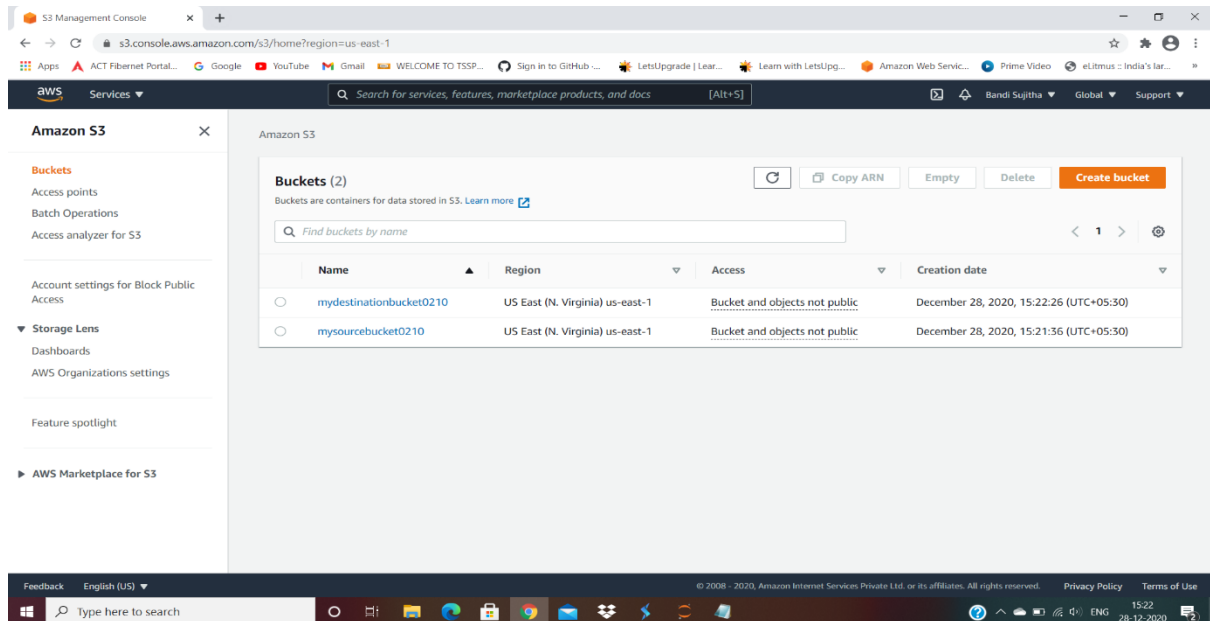 S3 Management Console
s3.console.aws.amazon.com/s3/home?region=us-east-1
Apps ACT Fibernet Portal... Google YouTube Gmail WELCOME TO TSSP... Sign in to GitHub ·... LetsUpgrade | Lear... Learn with LetsUpg... Amazon Web Servic... Prime Video eLitmus :: India's lar... »
aws Services ▼ Search for services, features, marketplace products, and docs [Alt+S] Bandi Sujitha ▼ Global ▼ Support ▼
Amazon S3
Buckets
Access points
Batch Operations
Access analyzer for S3
Account settings for Block Public
Access
Storage Lens
Dashboards
AWS Organizations settings
Feature spotlight
AWS Marketplace for S3
Amazon S3
Buckets (2) Copy ARN Empty Delete Create bucket
Buckets are containers for data stored in S3. Learn more
Find buckets by name 1
Name Region Access Creation date
mydestinationbucket0210 US East (N. Virginia) us-east-1 Bucket and objects not public December 28, 2020, 15:22:26 (UTC+05:30)
mysourcebucket0210 US East (N. Virginia) us-east-1 Bucket and objects not public December 28, 2020, 15:21:36 (UTC+05:30)
Feedback English (US) ▼ © 2008 - 2020, Amazon Internet Services Private Ltd. or its affiliates. All rights reserved. Privacy Policy Terms of Use
Type here to search ENG 15:22
28-12-2020 2